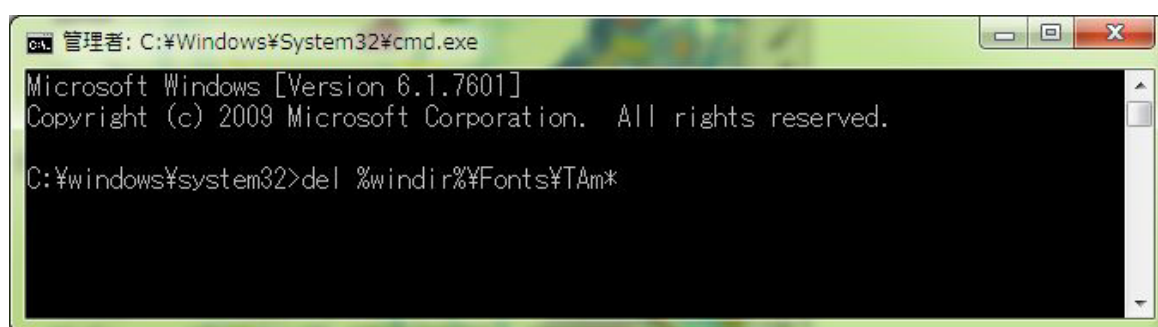 管理者: C:¥Windows¥System32¥cmd.exe
Microsoft Windows [Version 6.1.7601]
Copyright (c) 2009 Microsoft Corporation.  All rights reserved.
C:¥windows¥system32>del %windir%¥Fonts¥TAm*